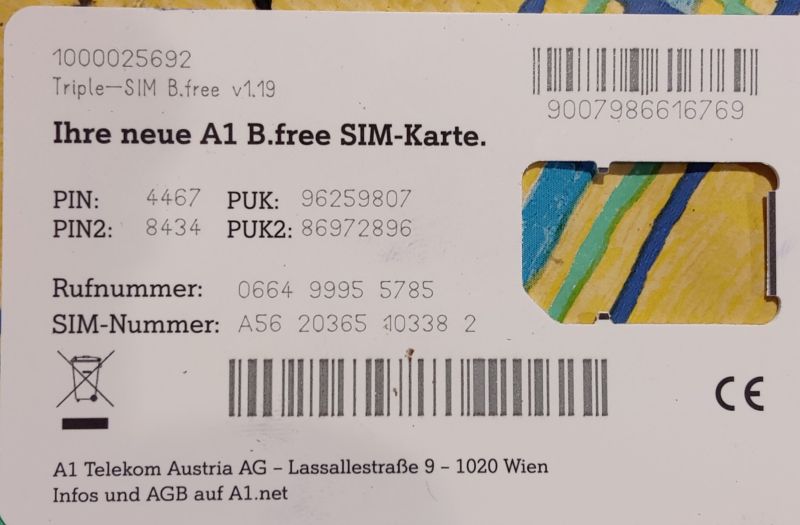 1000025692
Triple-SIM B.free v1.19
9007986616769
Ihre neue A1 B.free SIM-Karte.
PIN: 4467 PUK: 96259807
PIN2: 8434 PUK2: 86972896
Rufnummer: 0664 9995 5785
SIM-Nummer: A56 20365 10338 2
CE
A1 Telekom Austria AG – Lassallestraße 9 – 1020 Wien
Infos und AGB auf A1.net